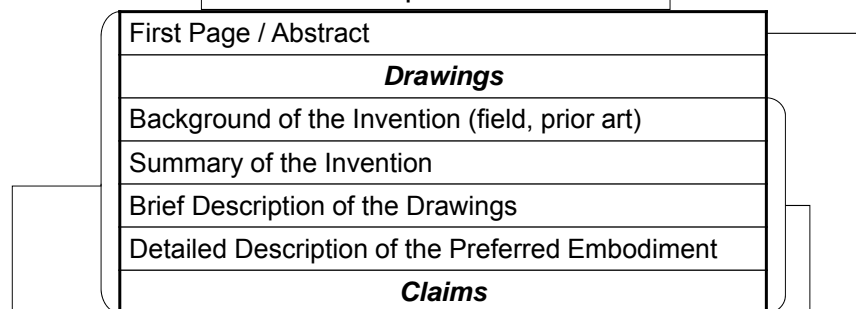 First Page / Abstract
Drawings
Background of the Invention (field, prior art)
Summary of the Invention
Brief Description of the Drawings
Detailed Description of the Preferred Embodiment
Claims